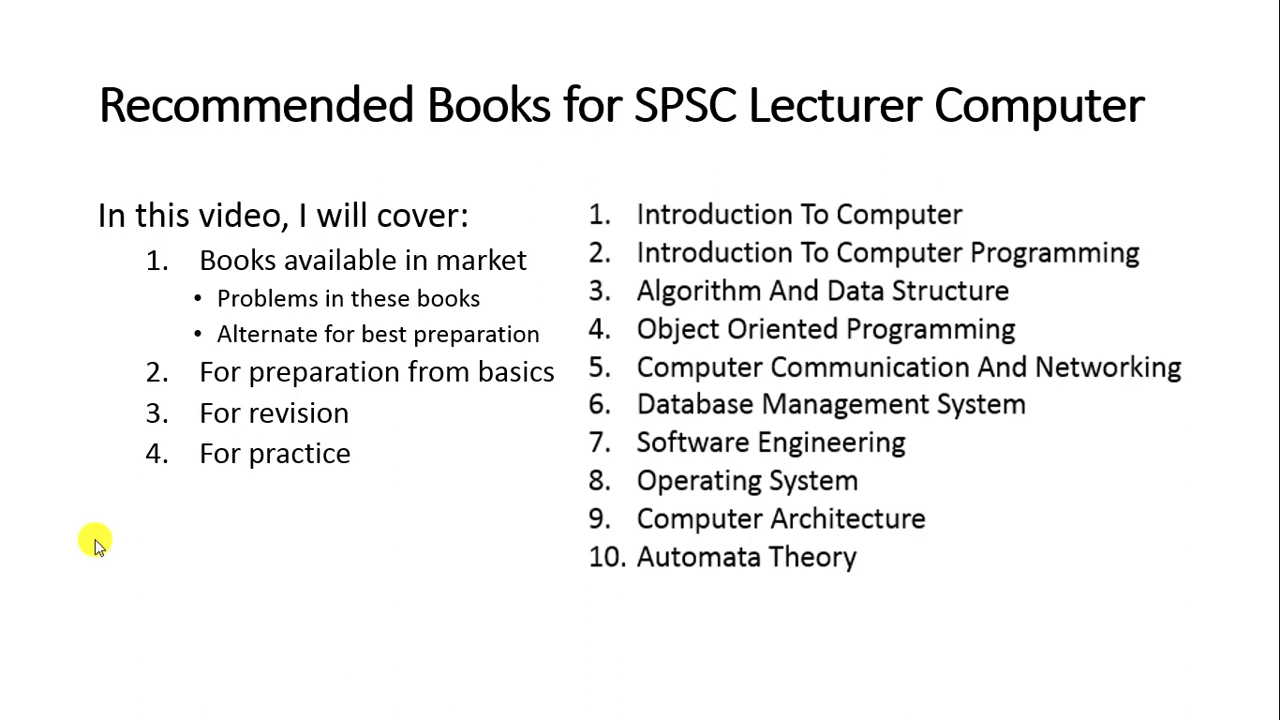 Recommended Books for SPSC Lecturer Computer
In this video, I will cover:
1. Books available in market
• Problems in these books
• Alternate for best preparation
2. For preparation from basics
3. For revision
4. For practice
1. Introduction To Computer
2. Introduction To Computer Programming
3. Algorithm And Data Structure
4. Object Oriented Programming
5. Computer Communication And Networking
6. Database Management System
7. Software Engineering
8. Operating System
9. Computer Architecture
10. Automata Theory